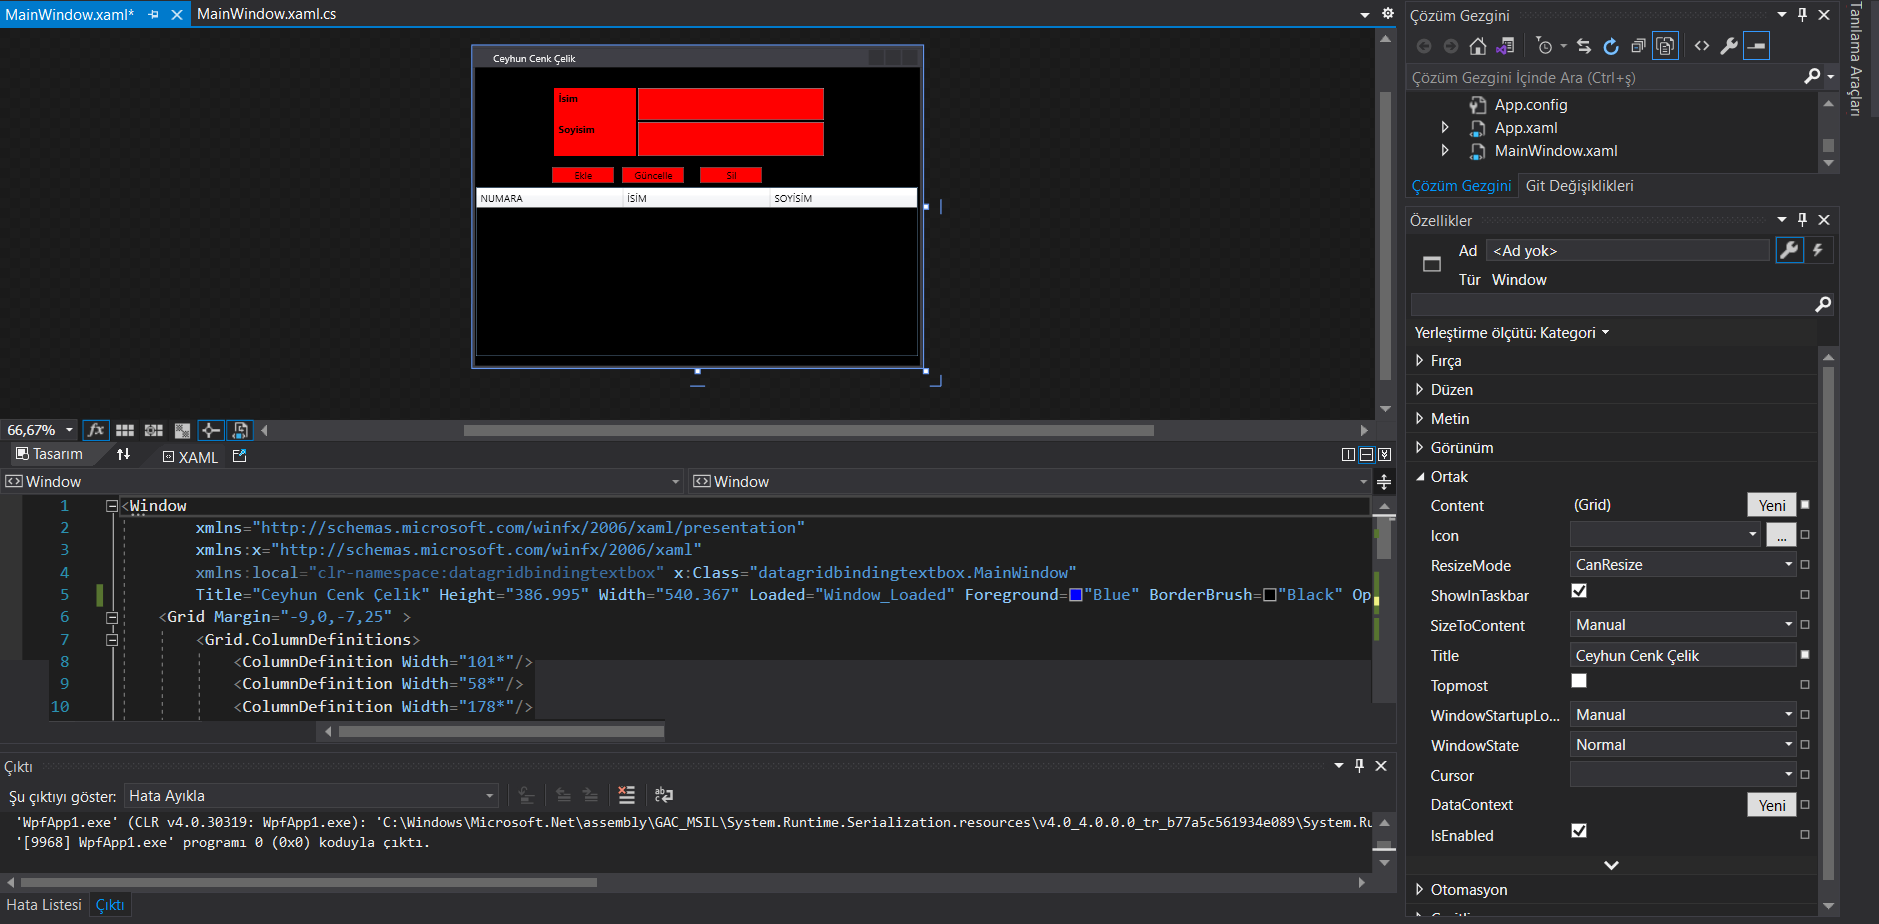 MainWindow.xaml*
MainWindow.xaml.cs
Ceyhun Cenk Çelik
İsim
Soyisim
Ekle
Güncelle
Sil
NUMARA
İSİM
SOYİSİM
66,67%
fx
Tasarım
XAML
Window
Window
1 <Window
2 xmlns="http://schemas.microsoft.com/winfx/2006/xaml/presentation"
3 xmlns:x="http://schemas.microsoft.com/winfx/2006/xaml"
4 xmlns:local="clr-namespace:datagridbindingtextbox" x:Class="datagridbindingtextbox.MainWindow"
5 Title="Ceyhun Cenk Çelik" Height="386.995" Width="540.367" Loaded="Window_Loaded" Foreground="Blue" BorderBrush="Black" Op
6 <Grid Margin="-9,0,-7,25" >
7 <Grid.ColumnDefinitions>
8 <ColumnDefinition Width="101*"/>
9 <ColumnDefinition Width="58*"/>
10 <ColumnDefinition Width="178*"/>
Çıktı
Şu çıktıyı göster: Hata Ayıkla
'WpfApp1.exe' (CLR v4.0.30319: WpfApp1.exe): 'C:\Windows\Microsoft.Net\assembly\GAC_MSIL\System.Runtime.Serialization.resources\v4.0_4.0.0.0_tr_b77a5c561934e089\System.Ru
'[9968] WpfApp1.exe' programı 0 (0x0) koduyla çıktı.
Hata Listesi
Çıktı
Çözüm Gezgini
Çözüm Gezgini İçinde Ara (Ctrl+ş)
App.config
App.xaml
MainWindow.xaml
Çözüm Gezgini
Git Değişiklikleri
Özellikler
Ad <Ad yok>
Tür Window
Yerleştirme ölçütü: Kategori
Fırça
Düzen
Metin
Görünüm
Ortak
Content (Grid) Yeni
Icon ...
ResizeMode CanResize
ShowInTaskbar
SizeToContent Manual
Title Ceyhun Cenk Çelik
Topmost
WindowStartupLo... Manual
WindowState Normal
Cursor
DataContext Yeni
IsEnabled
Otomasyon
Tanılama Araçları